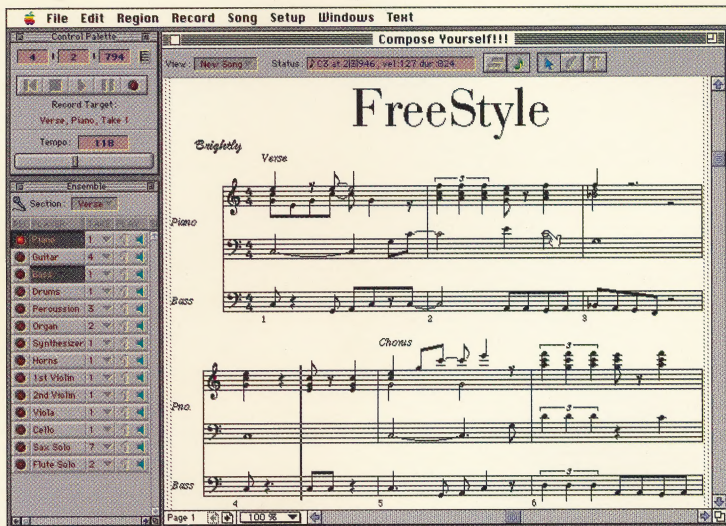 File Edit Region Record Song Setup Windows Text
Control Palette
4 2 794
Record Target:
Verse, Piano, Take 1
Tempo: 118
Ensemble
Section: Verse
Piano 1
Guitar 4
Bass 1
Drums 1
Percussion 3
Organ 2
Synthesizer 1
Horns 1
1st Violin 1
2nd Violin 1
Viola 1
Cello 1
Sax Solo 7
Flute Solo 2
Compose Yourself!!!
View: New Song Status: C3 at 2|3|946, vel:127 dur:824
FreeStyle
Brightly
Verse
3
Piano
Bass
1 2 3
Chorus
3
Pno.
3
3
Bass
4 5 6
Page 1 100 %